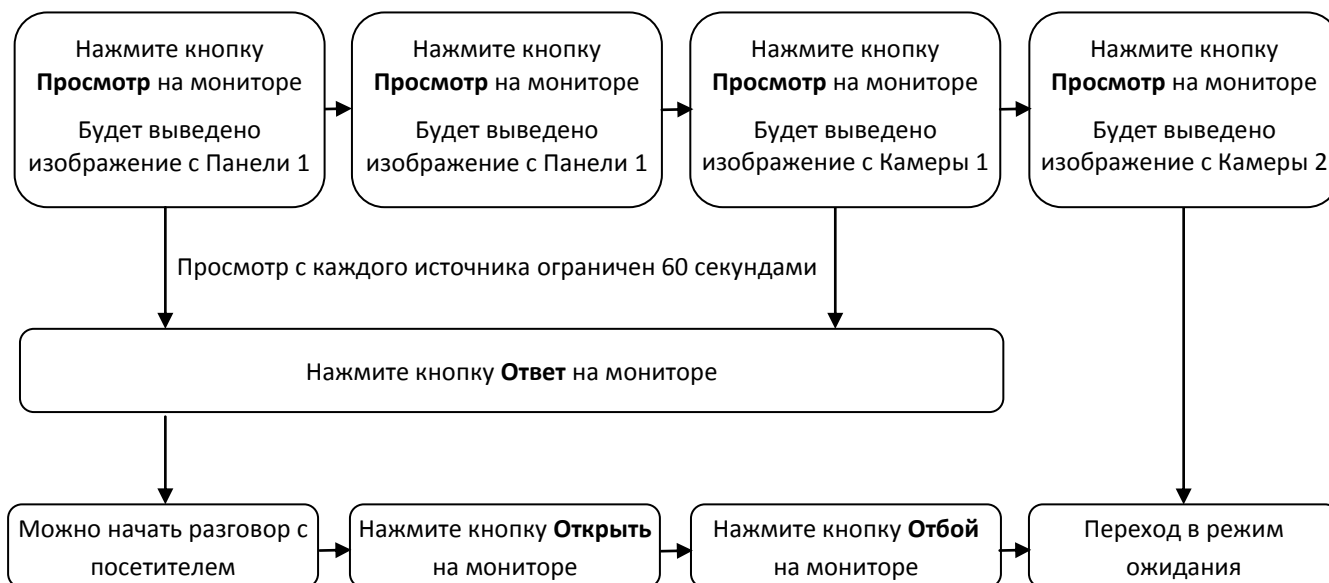 Нажмите кнопку
Просмотр на мониторе
Будет выведено
изображение с Панели 1
Нажмите кнопку
Просмотр на мониторе
Будет выведено
изображение с Панели 1
Нажмите кнопку
Просмотр на мониторе
Будет выведено
изображение с Камеры 1
Нажмите кнопку
Просмотр на мониторе
Будет выведено
изображение с Камеры 2
Просмотр с каждого источника ограничен 60 секундами
Нажмите кнопку Ответ на мониторе
Можно начать разговор с
посетителем
Нажмите кнопку Открыть
на мониторе
Нажмите кнопку Отбой
на мониторе
Переход в режим
ожидания